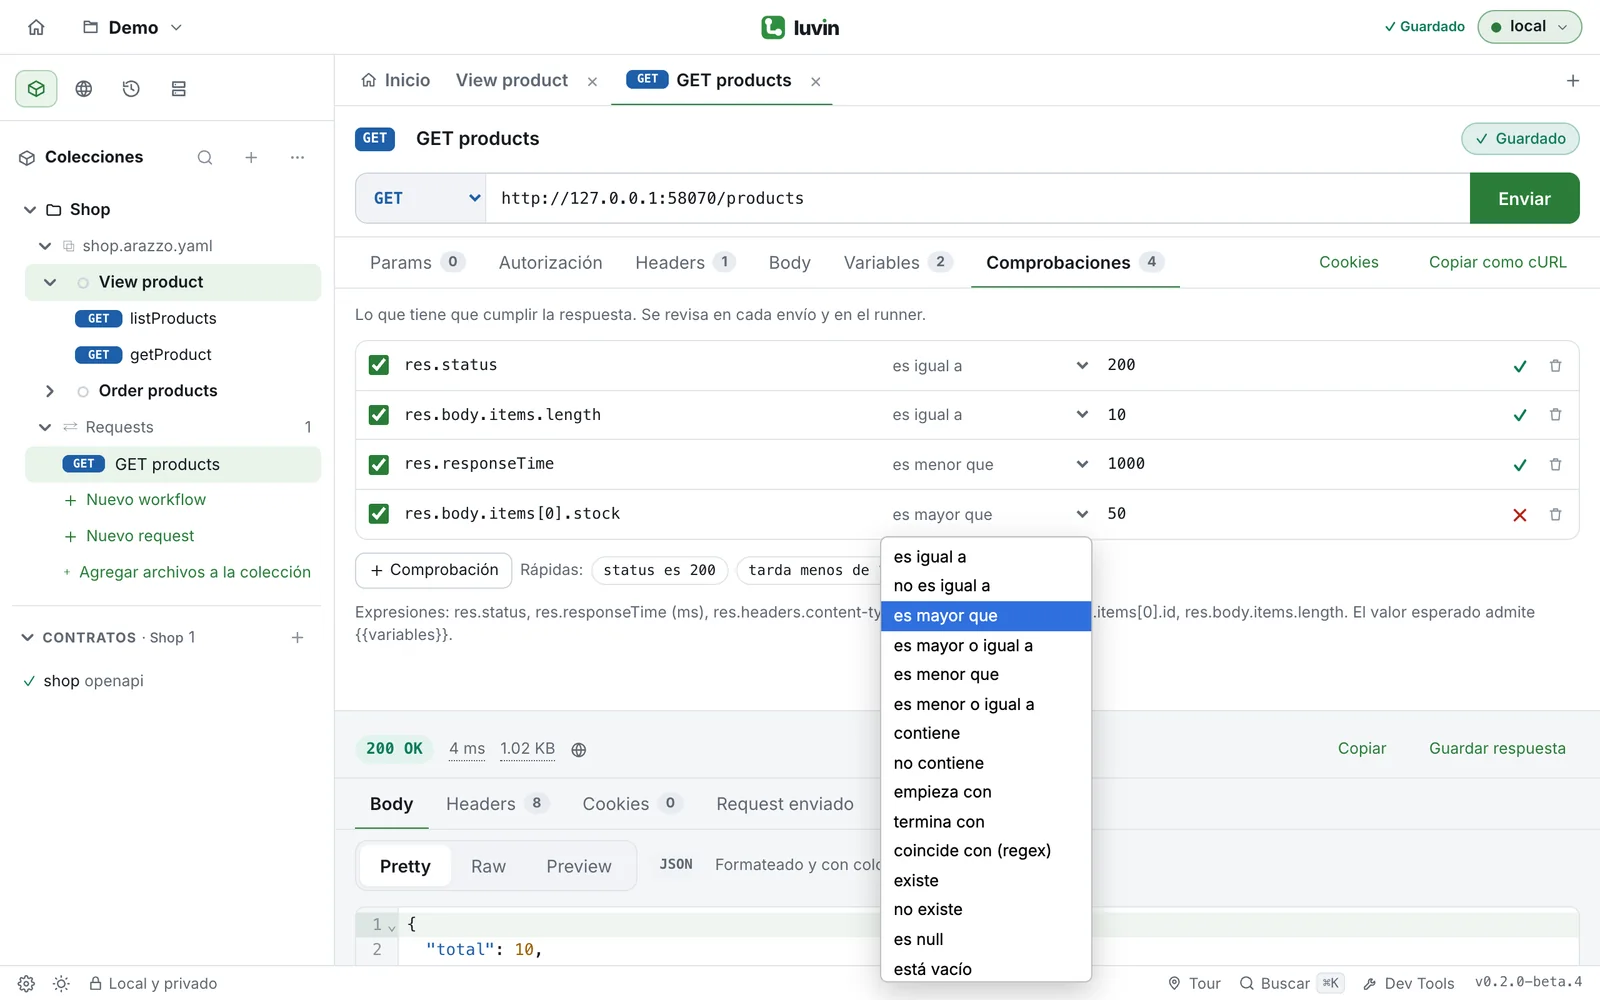 Demo
luvin
Guardado
local
Inicio
View product
GET GET products
Colecciones
GET GET products
Guardado
GET http://127.0.0.1:58070/products Enviar
Shop
shop.arazzo.yaml
View product
GET listProducts
GET getProduct
Order products
Requests 1
GET GET products
+ Nuevo workflow
+ Nuevo request
+ Agregar archivos a la colección
CONTRATOS · Shop 1
shop openapi
Params 0 Autorización Headers 1 Body Variables 2 Comprobaciones 4 Cookies Copiar como cURL
Lo que tiene que cumplir la respuesta. Se revisa en cada envío y en el runner.
res.status es igual a 200
res.body.items.length es igual a 10
res.responseTime es menor que 1000
res.body.items[0].stock es mayor que 50
+ Comprobación Rápidas: status es 200 tarda menos de
Expresiones: res.status, res.responseTime (ms), res.headers.content-ty .items[0].id, res.body.items.length. El valor esperado admite
{{variables}}.
es igual a
no es igual a
es mayor que
es mayor o igual a
es menor que
es menor o igual a
contiene
no contiene
empieza con
termina con
coincide con (regex)
existe
no existe
es null
está vacío
200 OK 4 ms 1.02 KB Copiar Guardar respuesta
Body Headers 8 Cookies 0 Request enviado
Pretty Raw Preview JSON Formateado y con colo
1 {
2 "total": 10,
Local y privado
Tour
Buscar ⌘K
Dev Tools
v0.2.0-beta.4